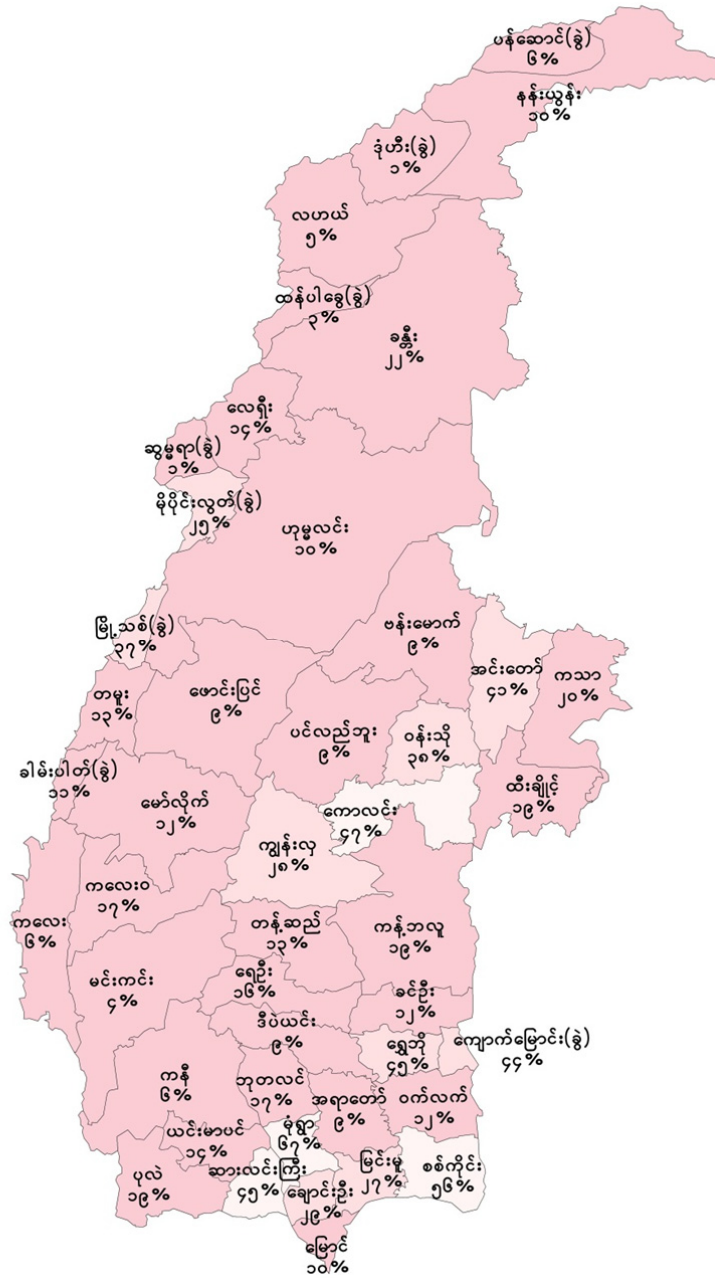 ပန်ဆောင်(ခွဲ)
၆%
နန်းယွန်း
၁၀%
ဒုံဟီး(ခွဲ)
၁%
လဟယ်
၅%
ထန်ပါခွေ(ခွဲ)
၃%
ခန္တီး
၂၂%
လေရှီး
၁၄%
ဆွမ္မရာ(ခွဲ)
၁%
မိုပိုင်းလွတ်(ခွဲ)
၂၅%
ဟုမ္မလင်း
၁၀%
မြို့သစ်(ခွဲ)
၃၇%
ဗန်းမောက်
၉%
အင်းတော်
၄၁%
ကသာ
၂၀%
တမူး
၁၃%
ဖောင်းပြင်
၉%
ပင်လည်ဘူး
၉%
ဝန်းသို
၃၈%
ခါမ်းပါတ်(ခွဲ)
၁၁%
မော်လိုက်
၁၂%
ထီးချိုင့်
၁၉%
ကောလင်း
၄၇%
ကျွန်းလှ
၂၈%
ကလေးဝ
၁၇%
ကလေး
၆%
တန့်ဆည်
၁၃%
ကန့်ဘလူ
၁၉%
မင်းကင်း
၄%
ရေဦး
၁၆%
ခင်ဦး
၁၂%
ဒီပဲယင်း
၉%
ရွှေဘို
၄၅%
ကျောက်မြောင်း(ခွဲ)
၄၄%
ကနီ
၆%
ဘုတလင်
၁၇%
အရာတော်
၉%
ဝက်လက်
၁၂%
ယင်းမာပင်
၁၄%
မုံရွာ
၆၇%
ပုလဲ
၁၉%
ဆားလင်းကြီး
၄၅%
မြင်းမူ
၂၇%
စစ်ကိုင်း
၅၆%
ချောင်းဦး
၂၉%
မြောင်
၁၀%